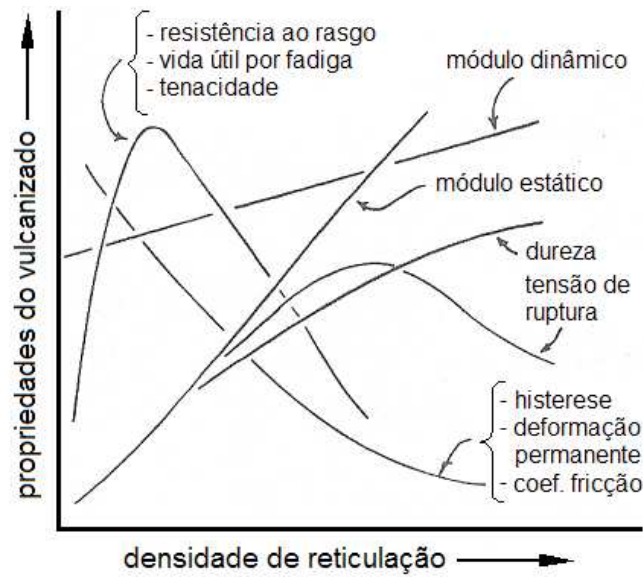 - resistência ao rasgo
- vida útil por fadiga
- tenacidade
módulo dinâmico
módulo estático
dureza
tensão de
ruptura
- histerese
- deformação
permanente
- coef. fricção
propriedades do vulcanizado
densidade de reticulação